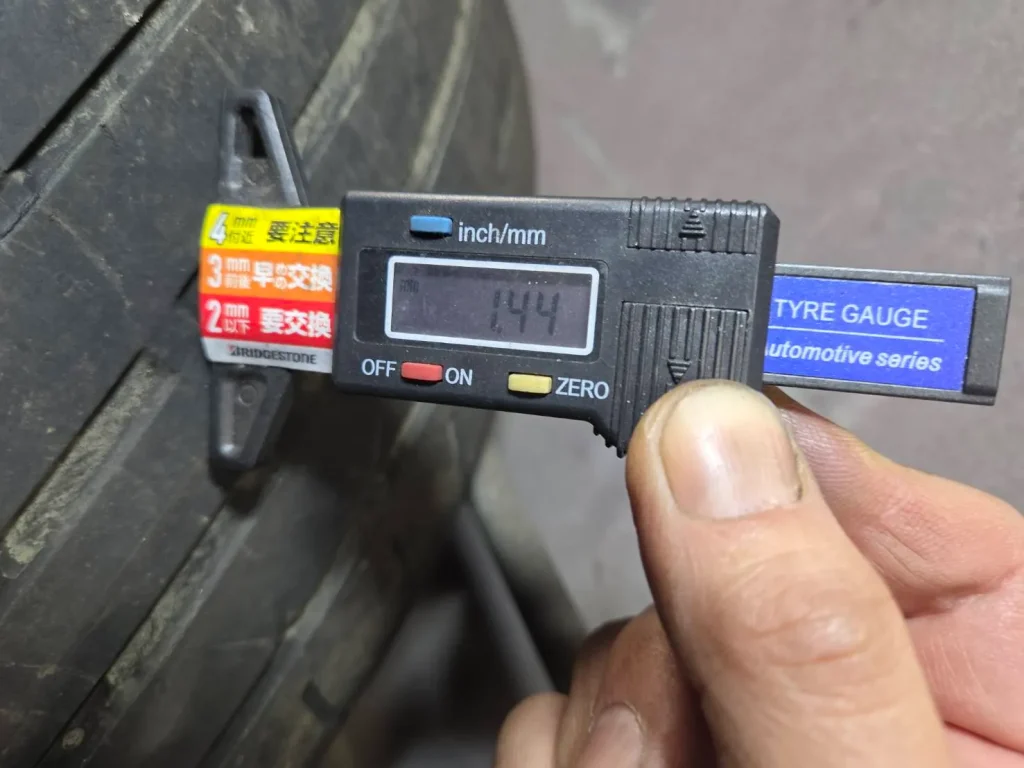 4mm付近 要注意
3mm前後 早めの交換
2mm以下 要交換
BRIDGESTONE
inch/mm
1.44
OFF ON ZERO
TYRE GAUGE
utomotive series